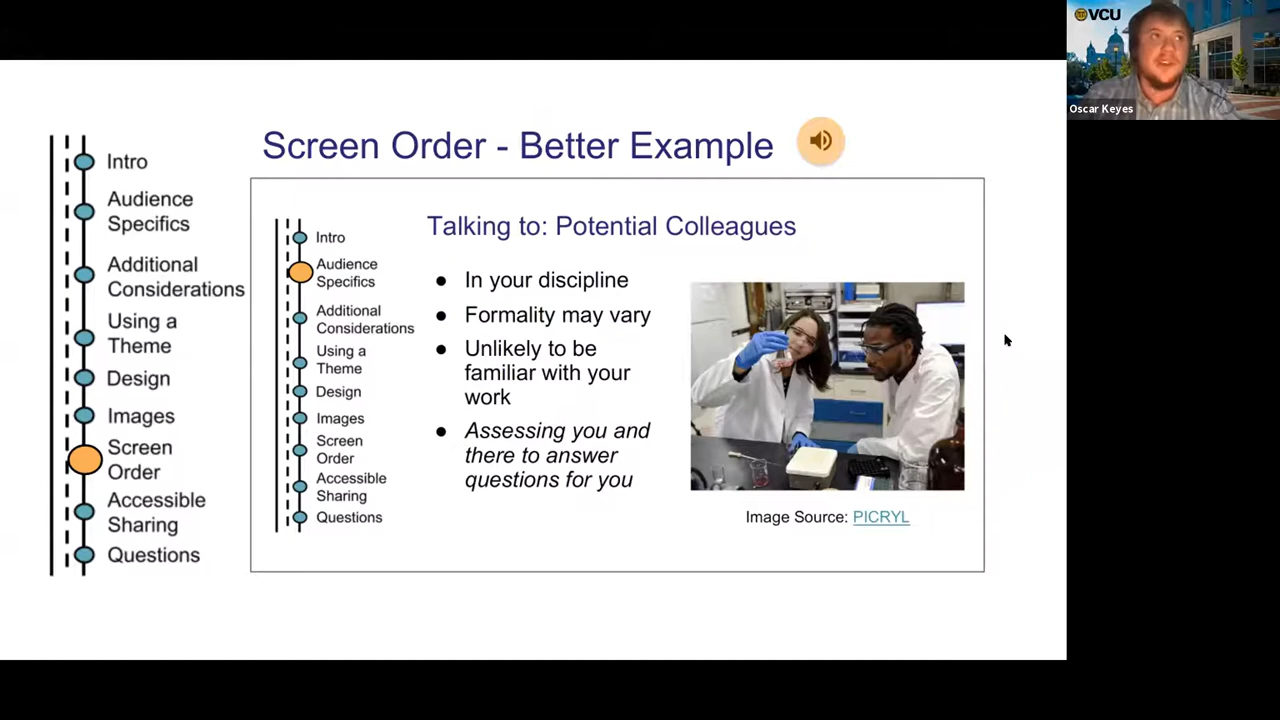 VCU
Oscar Keyes
Screen Order - Better Example
Intro
Audience
Specifics
Additional
Considerations
Using a
Theme
Design
Images
Screen
Order
Accessible
Sharing
Questions
Talking to: Potential Colleagues
Intro
Audience
Specifics
Additional
Considerations
Using a
Theme
Design
Images
Screen
Order
Accessible
Sharing
Questions
● In your discipline
● Formality may vary
● Unlikely to be
familiar with your
work
● Assessing you and
there to answer
questions for you
Image Source: PICRYL